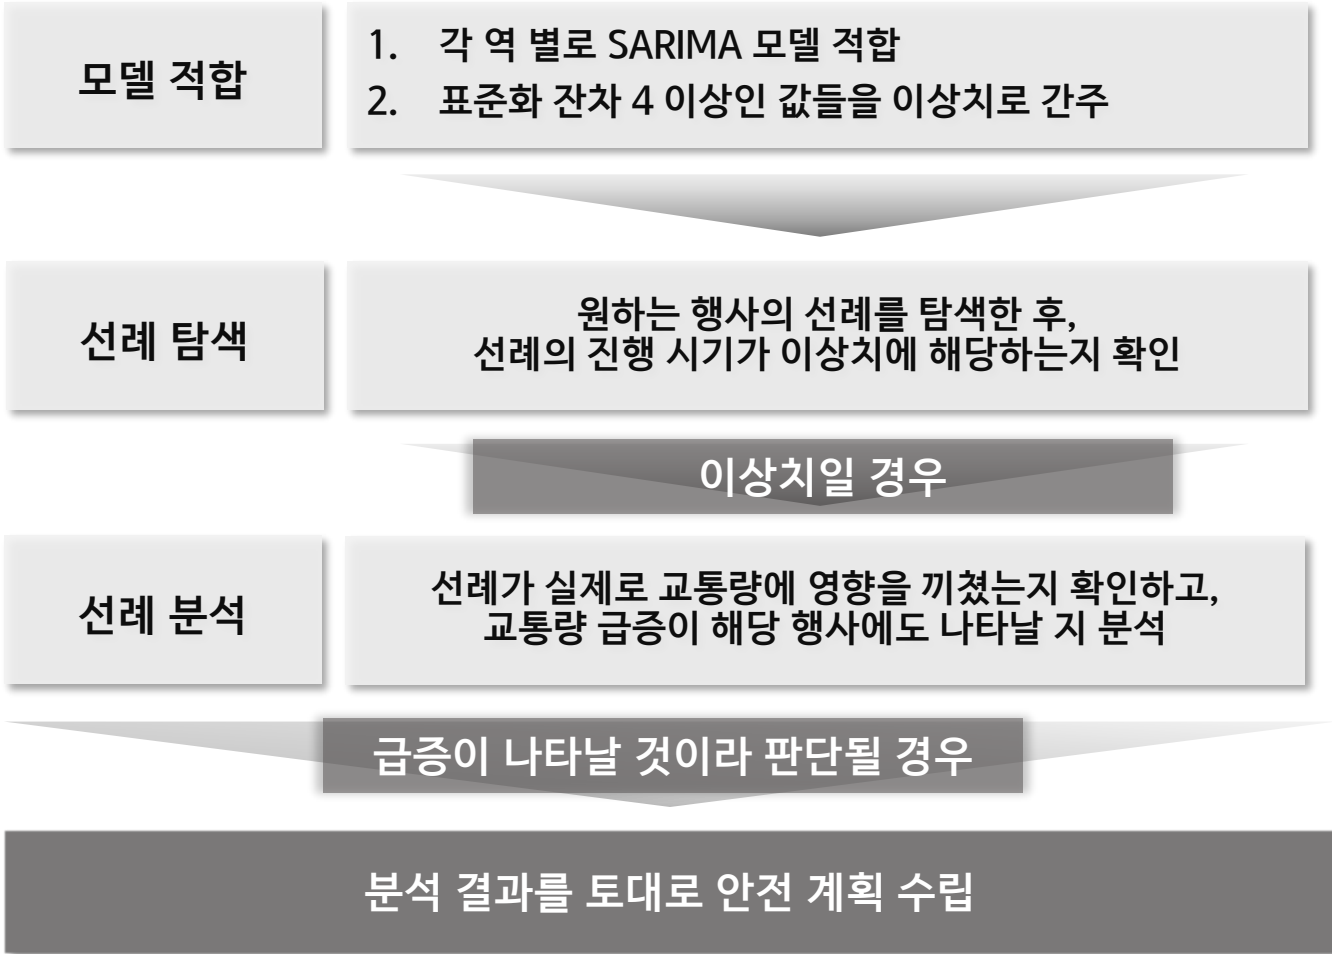 모델 적합
1. 각 역 별로 SARIMA 모델 적합
2. 표준화 잔차 4 이상인 값들을 이상치로 간주
선례 탐색
원하는 행사의 선례를 탐색한 후,
선례의 진행 시기가 이상치에 해당하는지 확인
이상치일 경우
선례 분석
선례가 실제로 교통량에 영향을 끼쳤는지 확인하고,
교통량 급증이 해당 행사에도 나타날 지 분석
급증이 나타날 것이라 판단될 경우
분석 결과를 토대로 안전 계획 수립